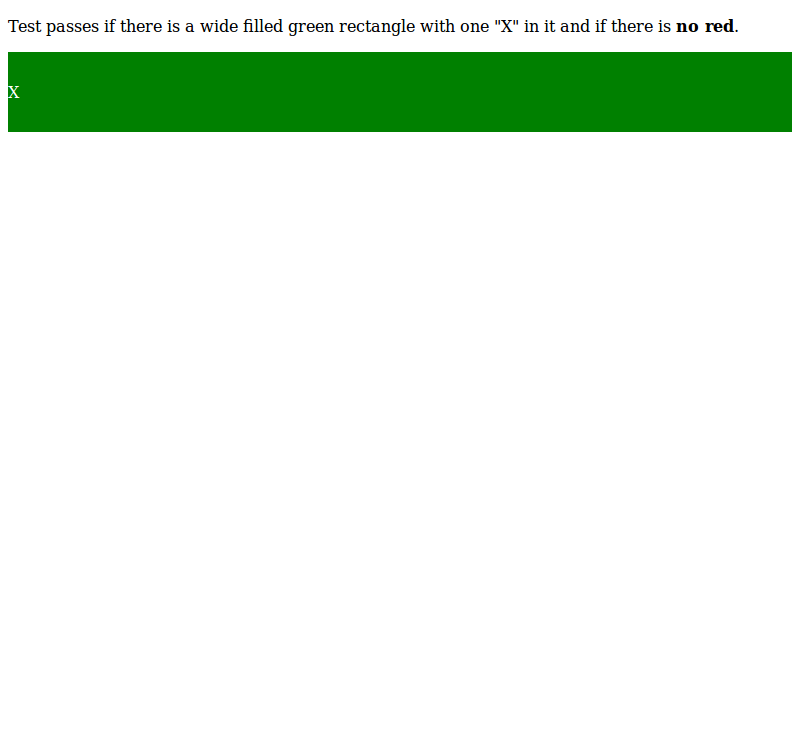 Test passes if there is a wide filled green rectangle with one "X" in it and if there is no red.
X